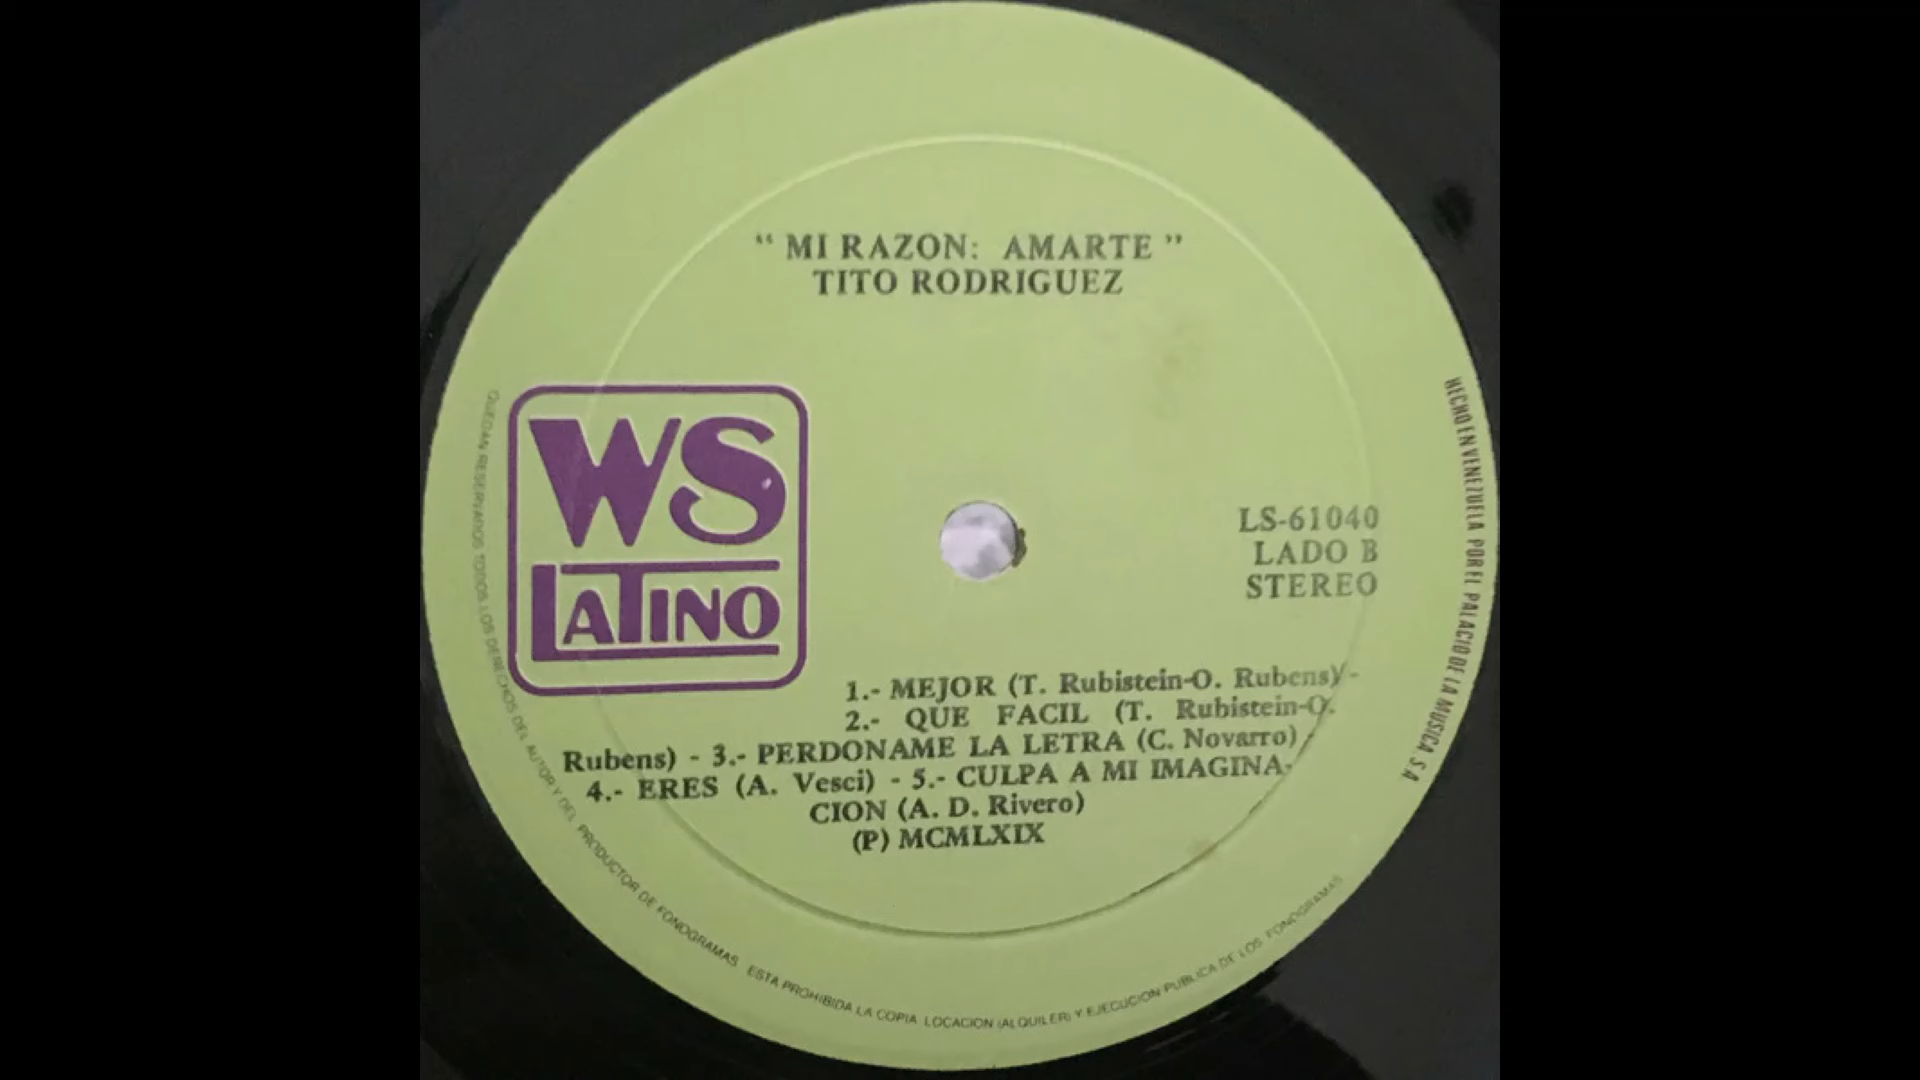 “ MI RAZON: AMARTE ”
TITO RODRIGUEZ
WS
LATINO
LS-61040
LADO B
STEREO
1.- MEJOR (T. Rubistein-O. Rubens) -
2.- QUE FACIL (T. Rubistein-O.
Rubens) - 3.- PERDONAME LA LETRA (C. Novarro) -
4.- ERES (A. Vesci) - 5.- CULPA A MI IMAGINA-
CION (A. D. Rivero)
(P) MCMLXIX
HECHO EN VENEZUELA POR EL PALACIO DE LA MUSICA. S.A
QUEDAN RESERVADOS TODOS LOS DERECHOS DEL AUTOR Y DEL PRODUCTOR DE FONOGRAMAS ESTA PROHIBIDA LA COPIA LOCACION (ALQUILER) Y EJECUCION PUBLICA DE LOS FONOGRAMAS